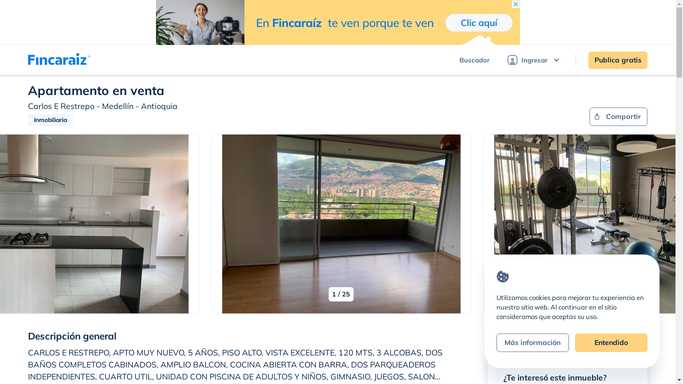 En Fincaraíz te ven porque te ven
Clic aquí
Fincaraiz
Buscador
Ingresar
Publica gratis
Apartamento en venta
Carlos E Restrepo - Medellín - Antioquia
Inmobiliaria
Compartir
1 / 25
Utilizamos cookies para mejorar tu experiencia en
nuestro sitio web. Al continuar en el sitio
consideramos que aceptas su uso.
Más información
Entendido
Descripción general
CARLOS E RESTREPO, APTO MUY NUEVO, 5 AÑOS, PISO ALTO, VISTA EXCELENTE, 120 MTS, 3 ALCOBAS, DOS
BAÑOS COMPLETOS CABINADOS, AMPLIO BALCON, COCINA ABIERTA CON BARRA, DOS PARQUEADEROS
INDEPENDIENTES, CUARTO UTIL, UNIDAD CON PISCINA DE ADULTOS Y NIÑOS, GIMNASIO, JUEGOS, SALON...
¿Te interesó este inmueble?